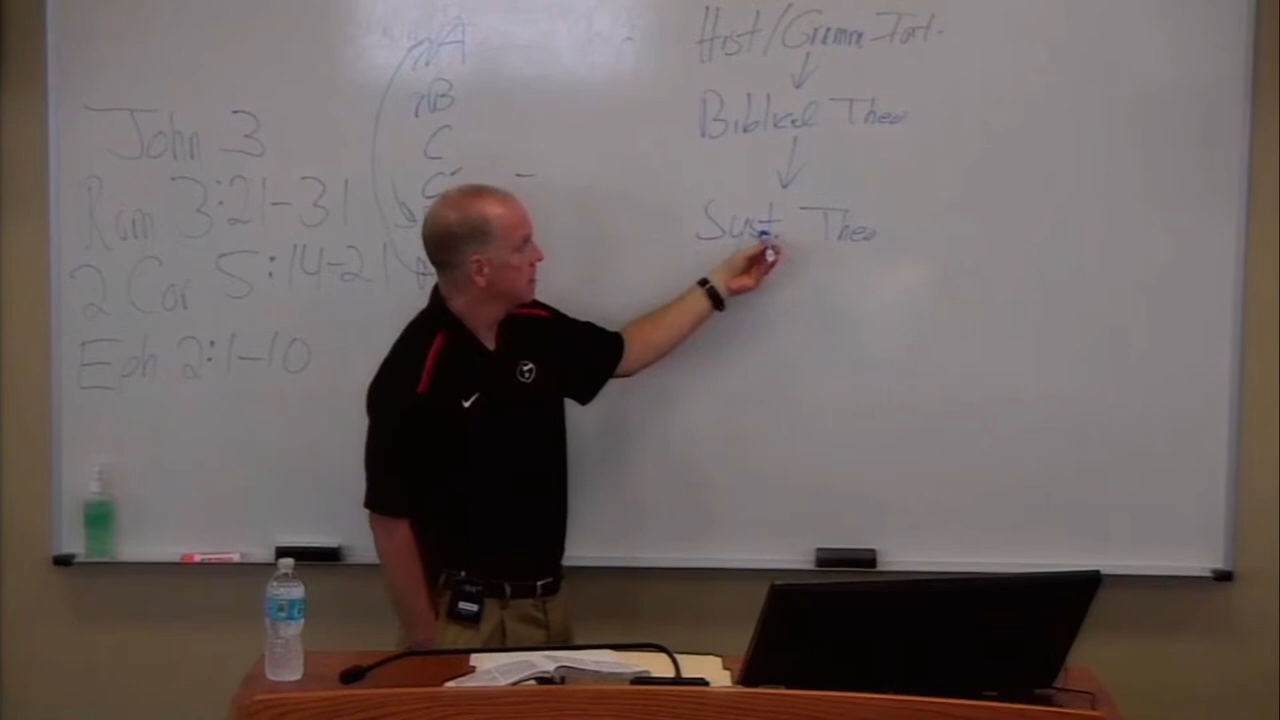 John 3
Rom 3:21-31
2 Cor 5:14-21
Eph 2:1-10
A
B
C
C'
Hist/Gramm Int.
Biblical Theo
Syst. Theo